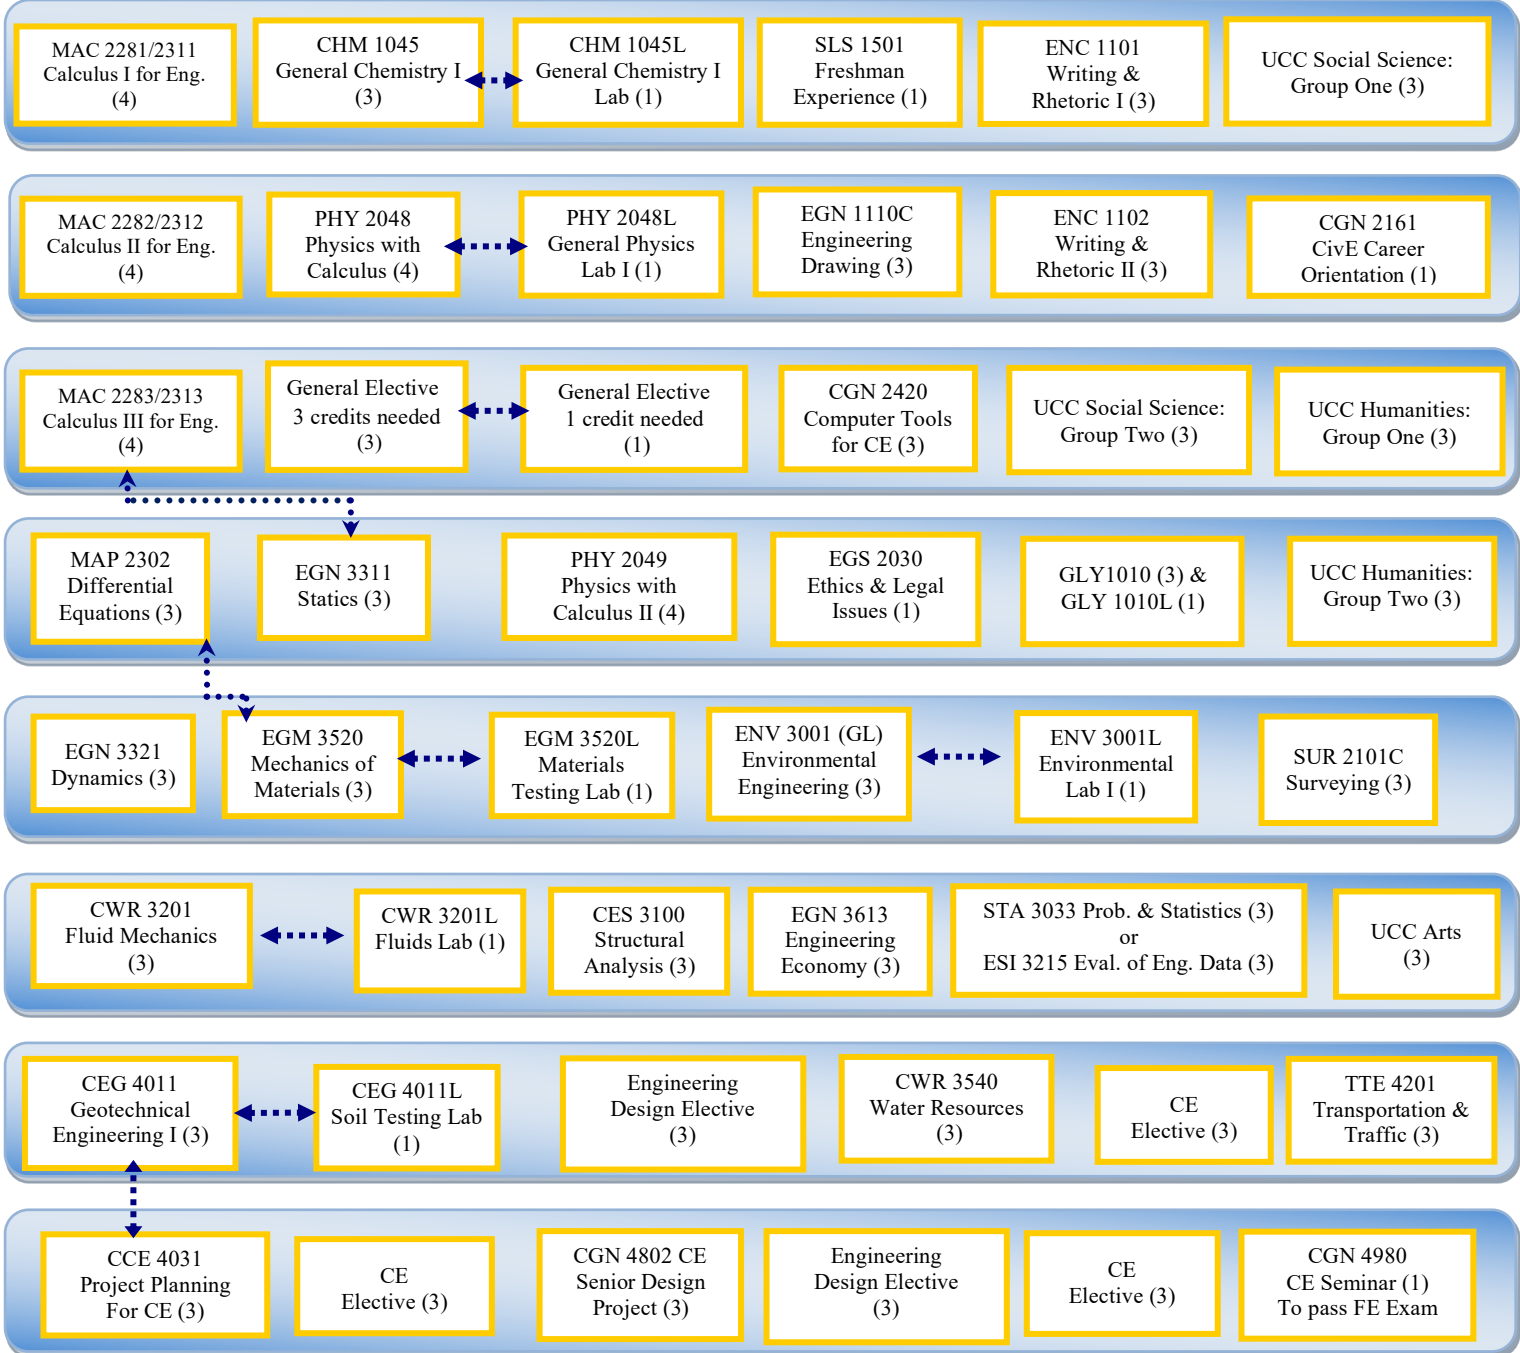 MAC 2281/2311
Calculus I for Eng.
(4)
CHM 1045
General Chemistry I
(3)
CHM 1045L
General Chemistry I
Lab (1)
SLS 1501
Freshman
Experience (1)
ENC 1101
Writing &
Rhetoric I (3)
UCC Social Science:
Group One (3)
MAC 2282/2312
Calculus II for Eng.
(4)
PHY 2048
Physics with
Calculus (4)
PHY 2048L
General Physics
Lab I (1)
EGN 1110C
Engineering
Drawing (3)
ENC 1102
Writing &
Rhetoric II (3)
CGN 2161
CivE Career
Orientation (1)
MAC 2283/2313
Calculus III for Eng.
(4)
General Elective
3 credits needed
(3)
General Elective
1 credit needed
(1)
CGN 2420
Computer Tools
for CE (3)
UCC Social Science:
Group Two (3)
UCC Humanities:
Group One (3)
MAP 2302
Differential
Equations (3)
EGN 3311
Statics (3)
PHY 2049
Physics with
Calculus II (4)
EGS 2030
Ethics & Legal
Issues (1)
GLY1010 (3) &
GLY 1010L (1)
UCC Humanities:
Group Two (3)
EGN 3321
Dynamics (3)
EGM 3520
Mechanics of
Materials (3)
EGM 3520L
Materials
Testing Lab (1)
ENV 3001 (GL)
Environmental
Engineering (3)
ENV 3001L
Environmental
Lab I (1)
SUR 2101C
Surveying (3)
CWR 3201
Fluid Mechanics
(3)
CWR 3201L
Fluids Lab (1)
CES 3100
Structural
Analysis (3)
EGN 3613
Engineering
Economy (3)
STA 3033 Prob. & Statistics (3)
or
ESI 3215 Eval. of Eng. Data (3)
UCC Arts
(3)
CEG 4011
Geotechnical
Engineering I (3)
CEG 4011L
Soil Testing Lab
(1)
Engineering
Design Elective
(3)
CWR 3540
Water Resources
(3)
CE
Elective (3)
TTE 4201
Transportation &
Traffic (3)
CCE 4031
Project Planning
For CE (3)
CE
Elective (3)
CGN 4802 CE
Senior Design
Project (3)
Engineering
Design Elective
(3)
CE
Elective (3)
CGN 4980
CE Seminar (1)
To pass FE Exam